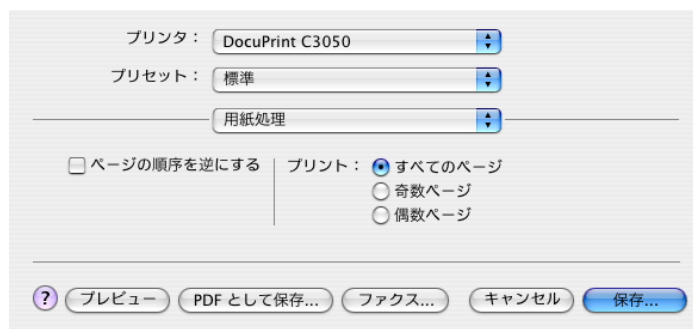 プリンタ： DocuPrint C3050
プリセット： 標準
用紙処理
ページの順序を逆にする プリント： すべてのページ
奇数ページ
偶数ページ
? プレビュー PDF として保存... ファクス... キャンセル 保存...